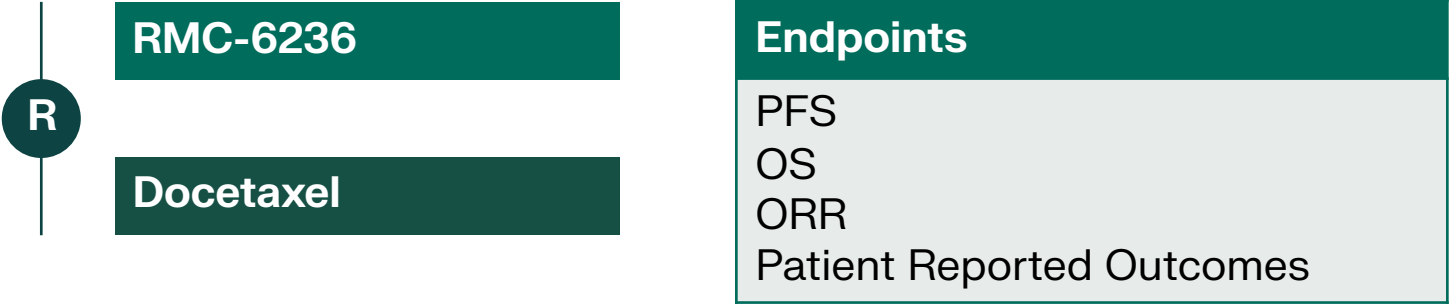 RMC-6236
R
Docetaxel
Endpoints
PFS
OS
ORR
Patient Reported Outcomes